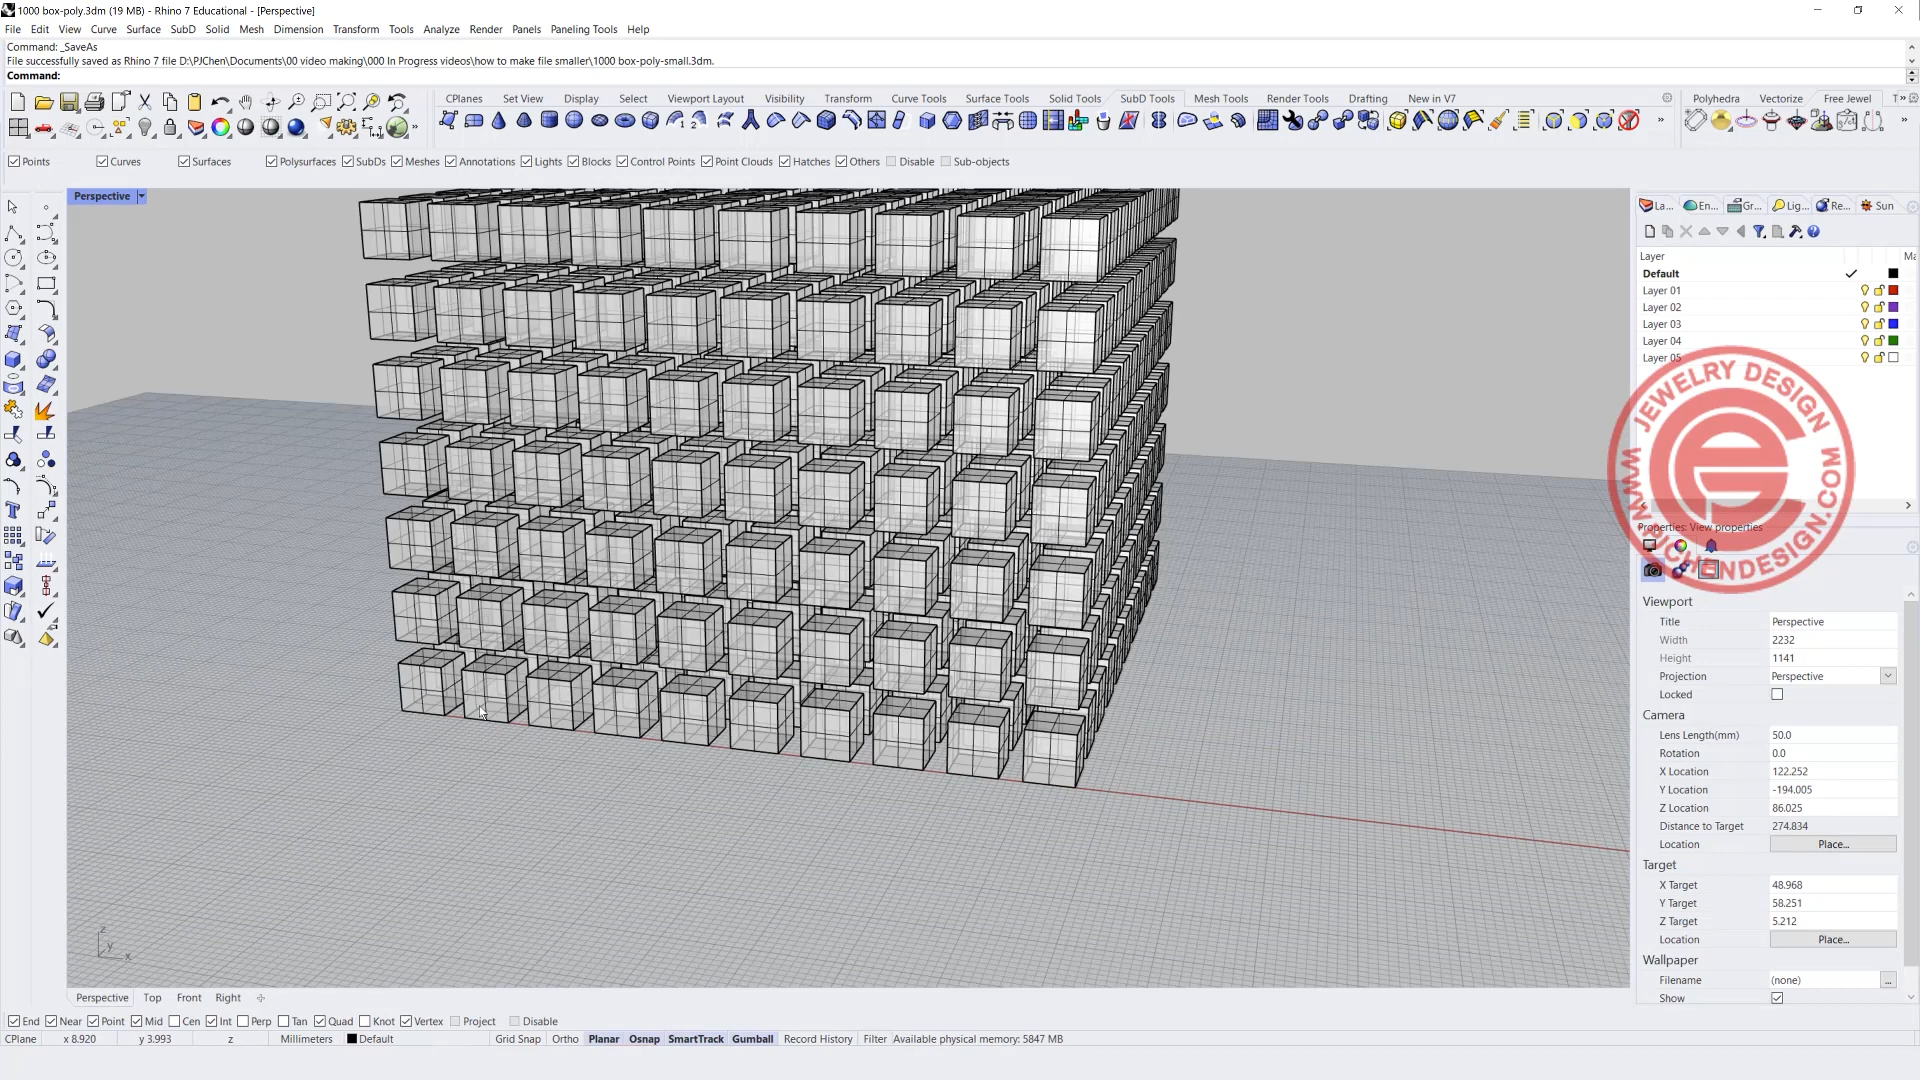 1000 box-poly.3dm (19 MB) - Rhino 7 Educational - [Perspective]
File Edit View Curve Surface SubD Solid Mesh Dimension Transform Tools Analyze Render Panels Paneling Tools Help
Command: _SaveAs
File successfully saved as Rhino 7 file D:\PJChen\Documents\00 video making\000 In Progress videos\how to make file smaller\1000 box-poly-small.3dm.
Command:
CPlanes Set View Display Select Viewport Layout Visibility Transform Curve Tools Surface Tools Solid Tools SubD Tools Mesh Tools Render Tools Drafting New in V7
Polyhedra Vectorize Free Jewel
Points Curves Surfaces Polysurfaces SubDs Meshes Annotations Lights Blocks Control Points Point Clouds Hatches Others Disable Sub-objects
Perspective
La... En... Gr... Lig... Re... Sun
Layer Ma
Default
Layer 01
Layer 02
Layer 03
Layer 04
Layer 05
JEWELRY DESIGN
WWW.PJCHENDESIGN.COM
Properties: View properties
Viewport
Title Perspective
Width 2232
Height 1141
Projection Perspective
Locked
Camera
Lens Length(mm) 50.0
Rotation 0.0
X Location 122.252
Y Location -194.005
Z Location 86.025
Distance to Target 274.834
Location Place...
Target
X Target 48.968
Y Target 58.251
Z Target 5.212
Location Place...
Wallpaper
Filename (none) ...
Show
z
y
x
Perspective Top Front Right
End Near Point Mid Cen Int Perp Tan Quad Knot Vertex Project Disable
CPlane x 8.920 y 3.993 z Millimeters Default Grid Snap Ortho Planar Osnap SmartTrack Gumball Record History Filter Available physical memory: 5847 MB